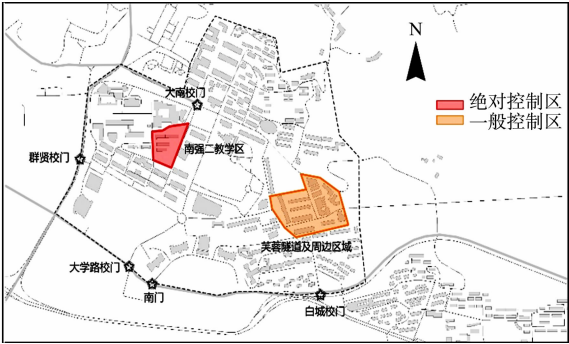 N
绝对控制区
一般控制区
大南校门
南强二教学区
群贤校门
芙蓉隧道及周边区域
大学路校门
南门
白城校门